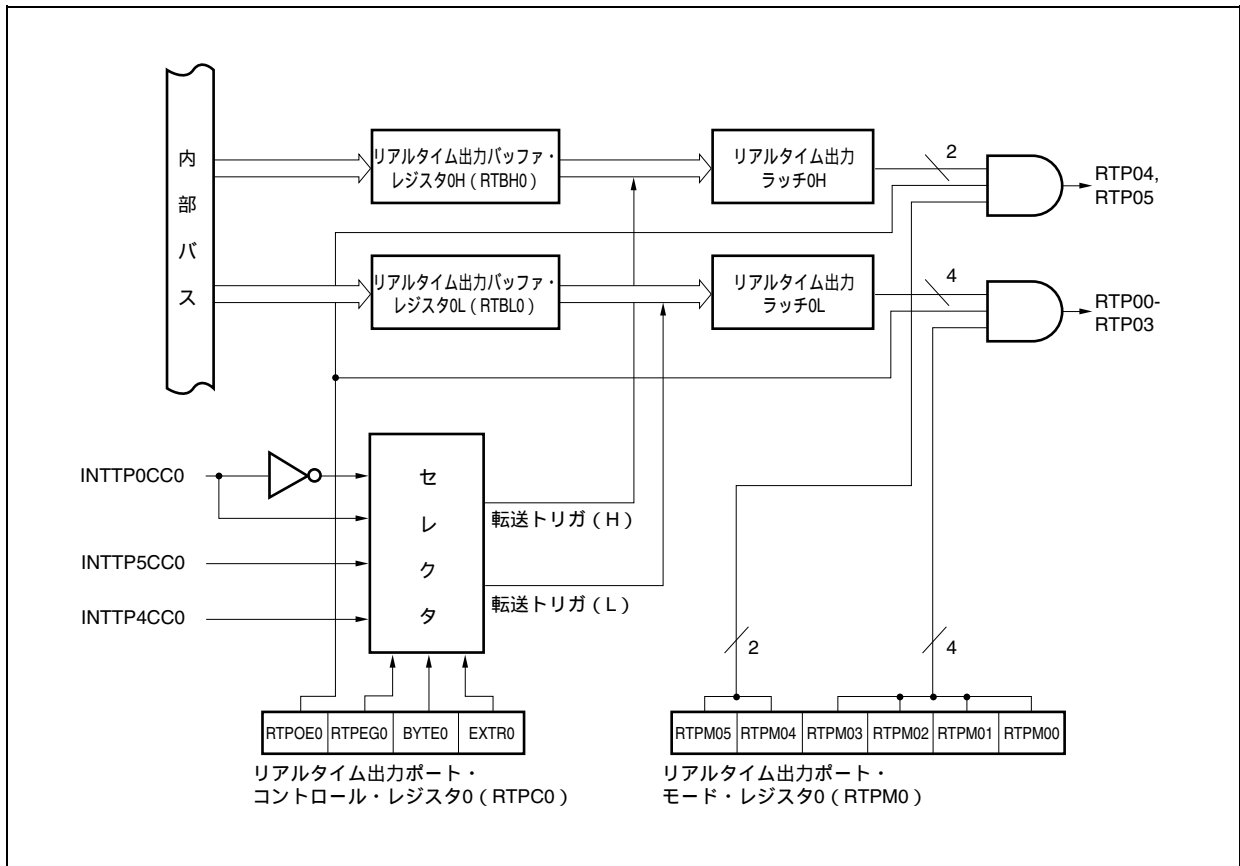 内部バス
リアルタイム出力バッファ・
レジスタ0H（RTBH0）
リアルタイム出力
ラッチ0H
2
RTP04,
RTP05
リアルタイム出力バッファ・
レジスタ0L（RTBL0）
リアルタイム出力
ラッチ0L
4
RTP00-
RTP03
INTTP0CC0
INTTP5CC0
INTTP4CC0
セレクタ
転送トリガ（H）
転送トリガ（L）
2
4
RTPOE0 RTPEG0 BYTE0 EXTR0
リアルタイム出力ポート・
コントロール・レジスタ0（RTPC0）
RTPM05 RTPM04 RTPM03 RTPM02 RTPM01 RTPM00
リアルタイム出力ポート・
モード・レジスタ0（RTPM0）